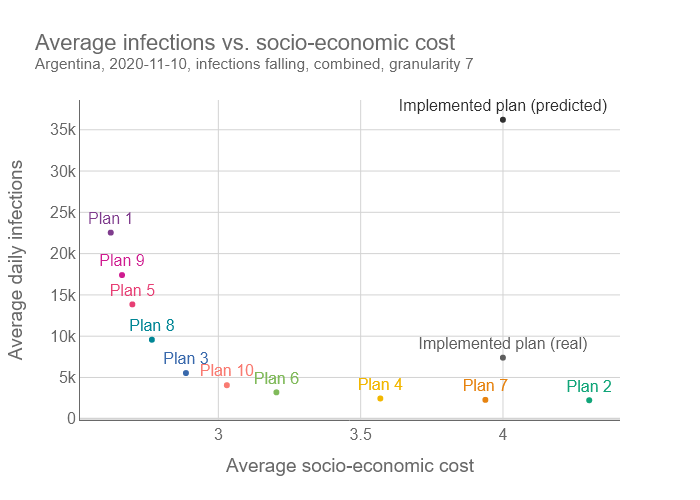 Average infections vs. socio-economic cost
Argentina, 2020-11-10, infections falling, combined, granularity 7
Implemented plan (predicted)
35k
30k
25k
Plan 1
20k
Plan 9
15k
Plan 5
10k
Plan 8
Implemented plan (real)
Plan 3
Plan 10
5k
Plan 6
Plan 4
Plan 7
Plan 2
0
3
3.5
4
Average daily infections
Average socio-economic cost